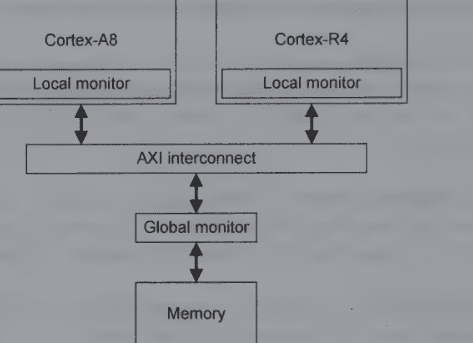 Cortex-A8
Cortex-R4
Local monitor
Local monitor
AXI interconnect
Global monitor
Memory